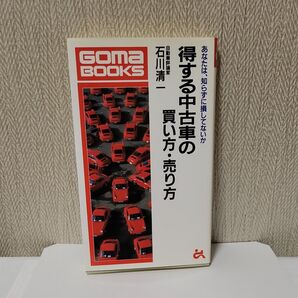 GOMA
BOOKS
あなたは、知らずに損してないか
得する中古車の
買い方・売り方
自動車評論家
石川清一